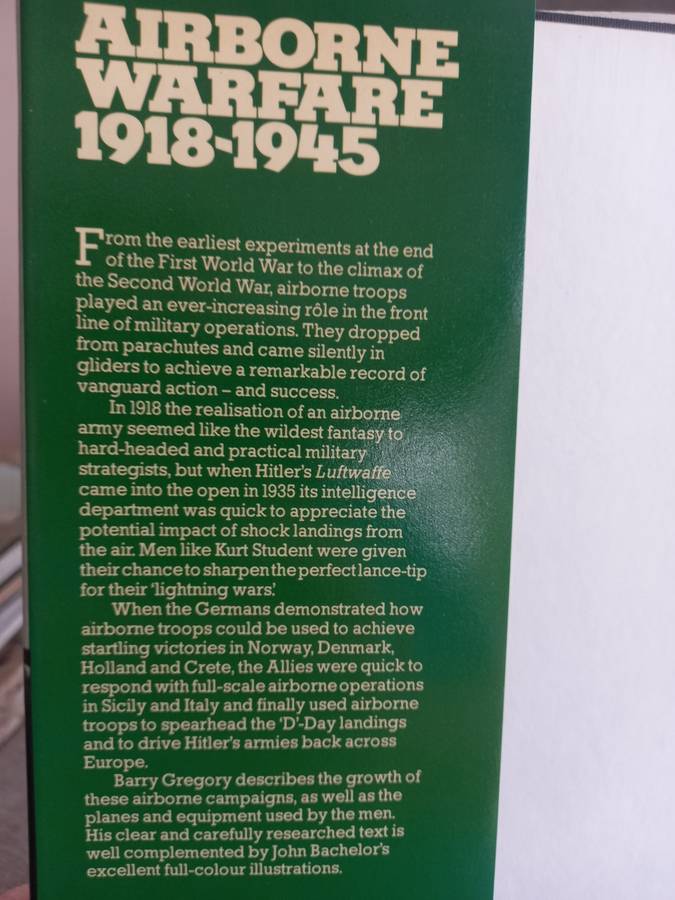 AIRBORNE
WARFARE
1918-1945
From the earliest experiments at the end
of the First World War to the climax of
the Second World War, airborne troops
played an ever-increasing rôle in the front
line of military operations. They dropped
from parachutes and came silently in
gliders to achieve a remarkable record of
vanguard action – and success.
In 1918 the realisation of an airborne
army seemed like the wildest fantasy to
hard-headed and practical military
strategists, but when Hitler's Luftwaffe
came into the open in 1935 its intelligence
department was quick to appreciate the
potential impact of shock landings from
the air. Men like Kurt Student were given
their chance to sharpen the perfect lance-tip
for their 'lightning wars.'
When the Germans demonstrated how
airborne troops could be used to achieve
startling victories in Norway, Denmark,
Holland and Crete, the Allies were quick to
respond with full-scale airborne operations
in Sicily and Italy and finally used airborne
troops to spearhead the 'D'-Day landings
and to drive Hitler's armies back across
Europe.
Barry Gregory describes the growth of
these airborne campaigns, as well as the
planes and equipment used by the men.
His clear and carefully researched text is
well complemented by John Bachelor's
excellent full-colour illustrations.